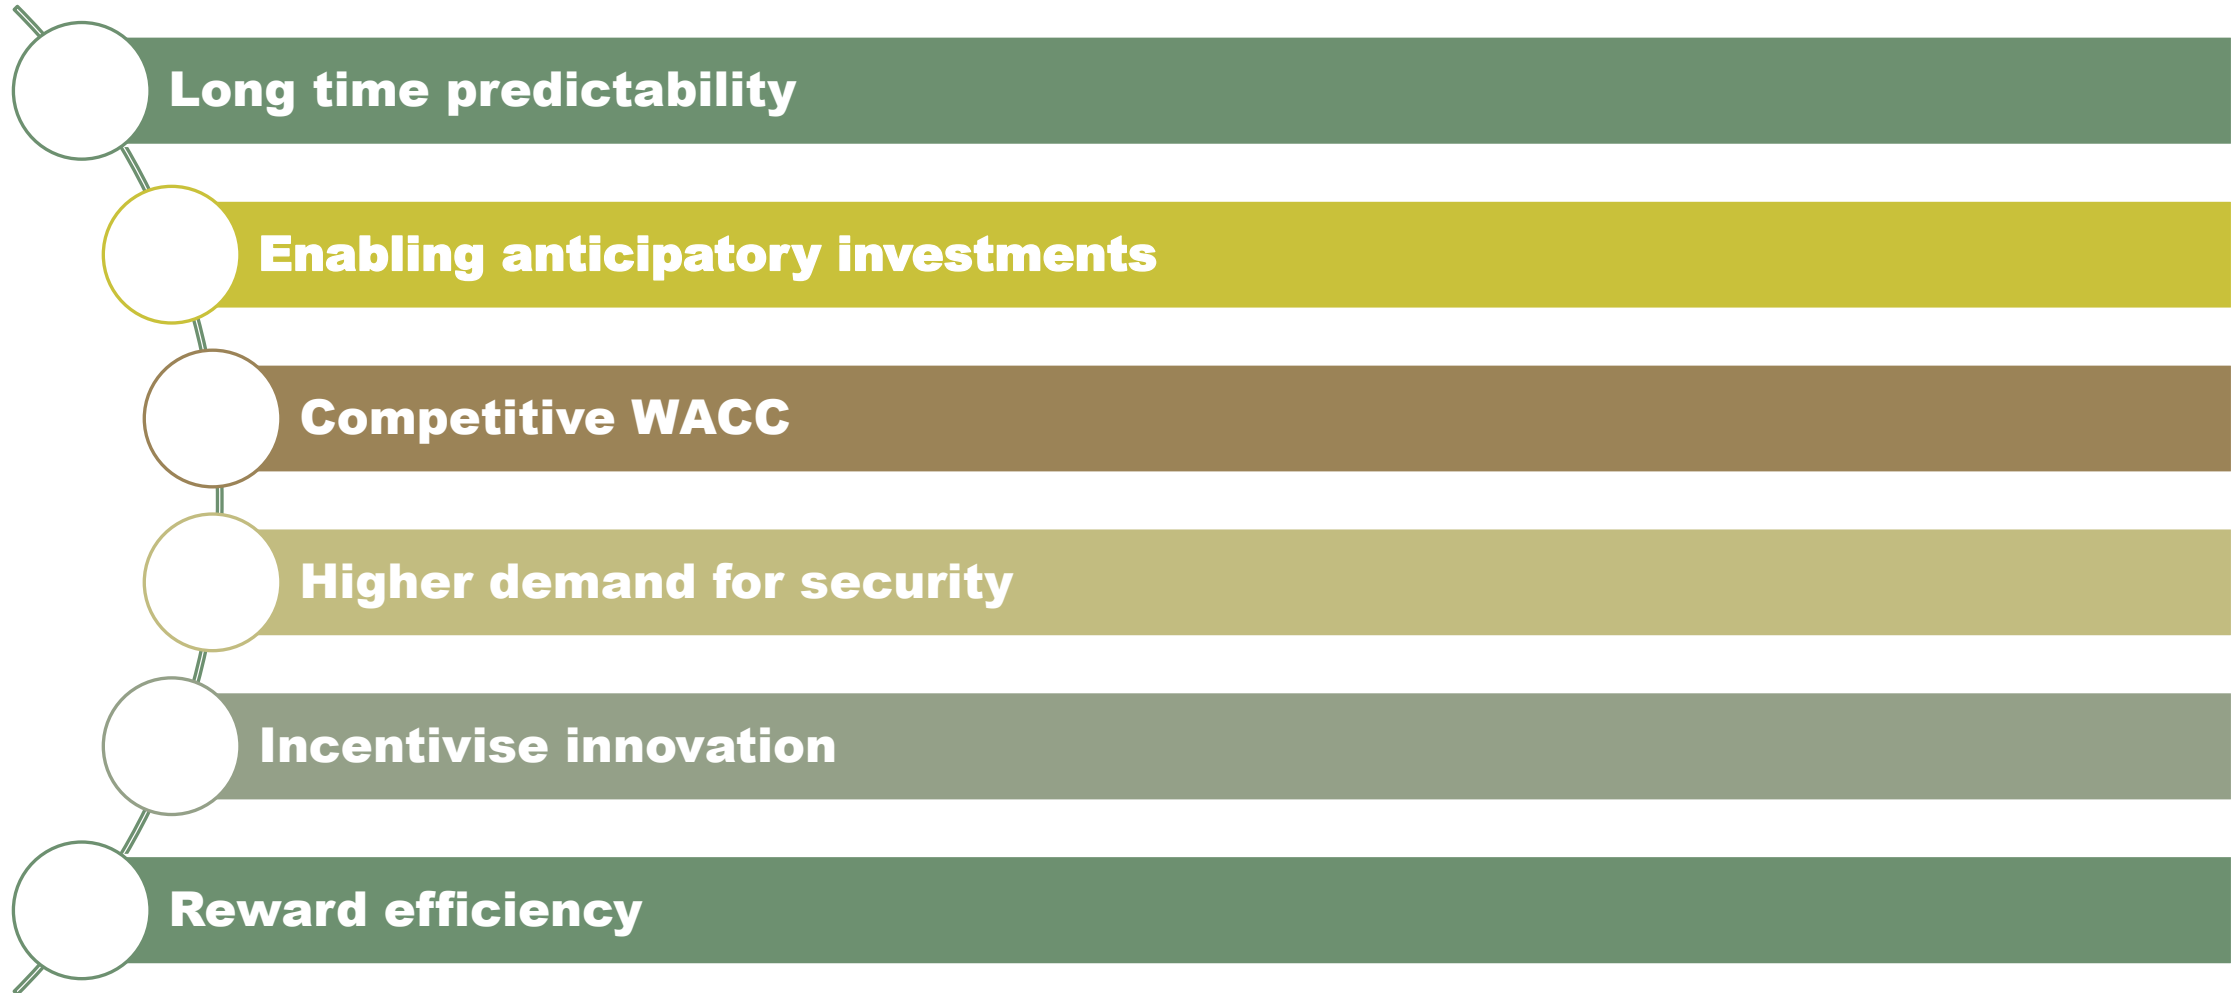 Long time predictability
Enabling anticipatory investments
Competitive WACC
Higher demand for security
Incentivise innovation
Reward efficiency